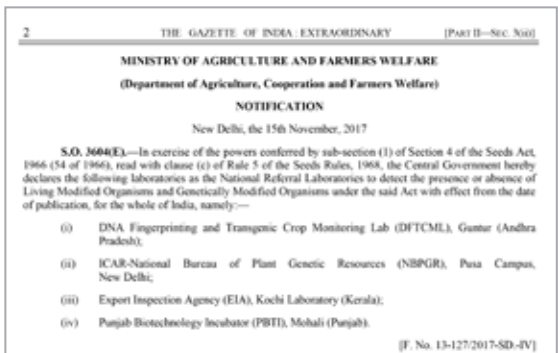 2 THE GAZETTE OF INDIA : EXTRAORDINARY [PART II—SEC. 3(ii)]
MINISTRY OF AGRICULTURE AND FARMERS WELFARE
(Department of Agriculture, Cooperation and Farmers Welfare)
NOTIFICATION
New Delhi, the 15th November, 2017
S.O. 3604(E).—In exercise of the powers conferred by sub-section (1) of Section 4 of the Seeds Act,
1966 (54 of 1966), read with clause (c) of Rule 5 of the Seeds Rules, 1968, the Central Government hereby
declares the following laboratories as the National Referral Laboratories to detect the presence or absence of
Living Modified Organisms and Genetically Modified Organisms under the said Act with effect from the date
of publication, for the whole of India, namely:—
(i) DNA Fingerprinting and Transgenic Crop Monitoring Lab (DFTCML), Guntur (Andhra
Pradesh);
(ii) ICAR-National Bureau of Plant Genetic Resources (NBPGR), Pusa Campus,
New Delhi;
(iii) Export Inspection Agency (EIA), Kochi Laboratory (Kerala);
(iv) Punjab Biotechnology Incubator (PBTI), Mohali (Punjab).
[F. No. 13-127/2017-SD.-IV]